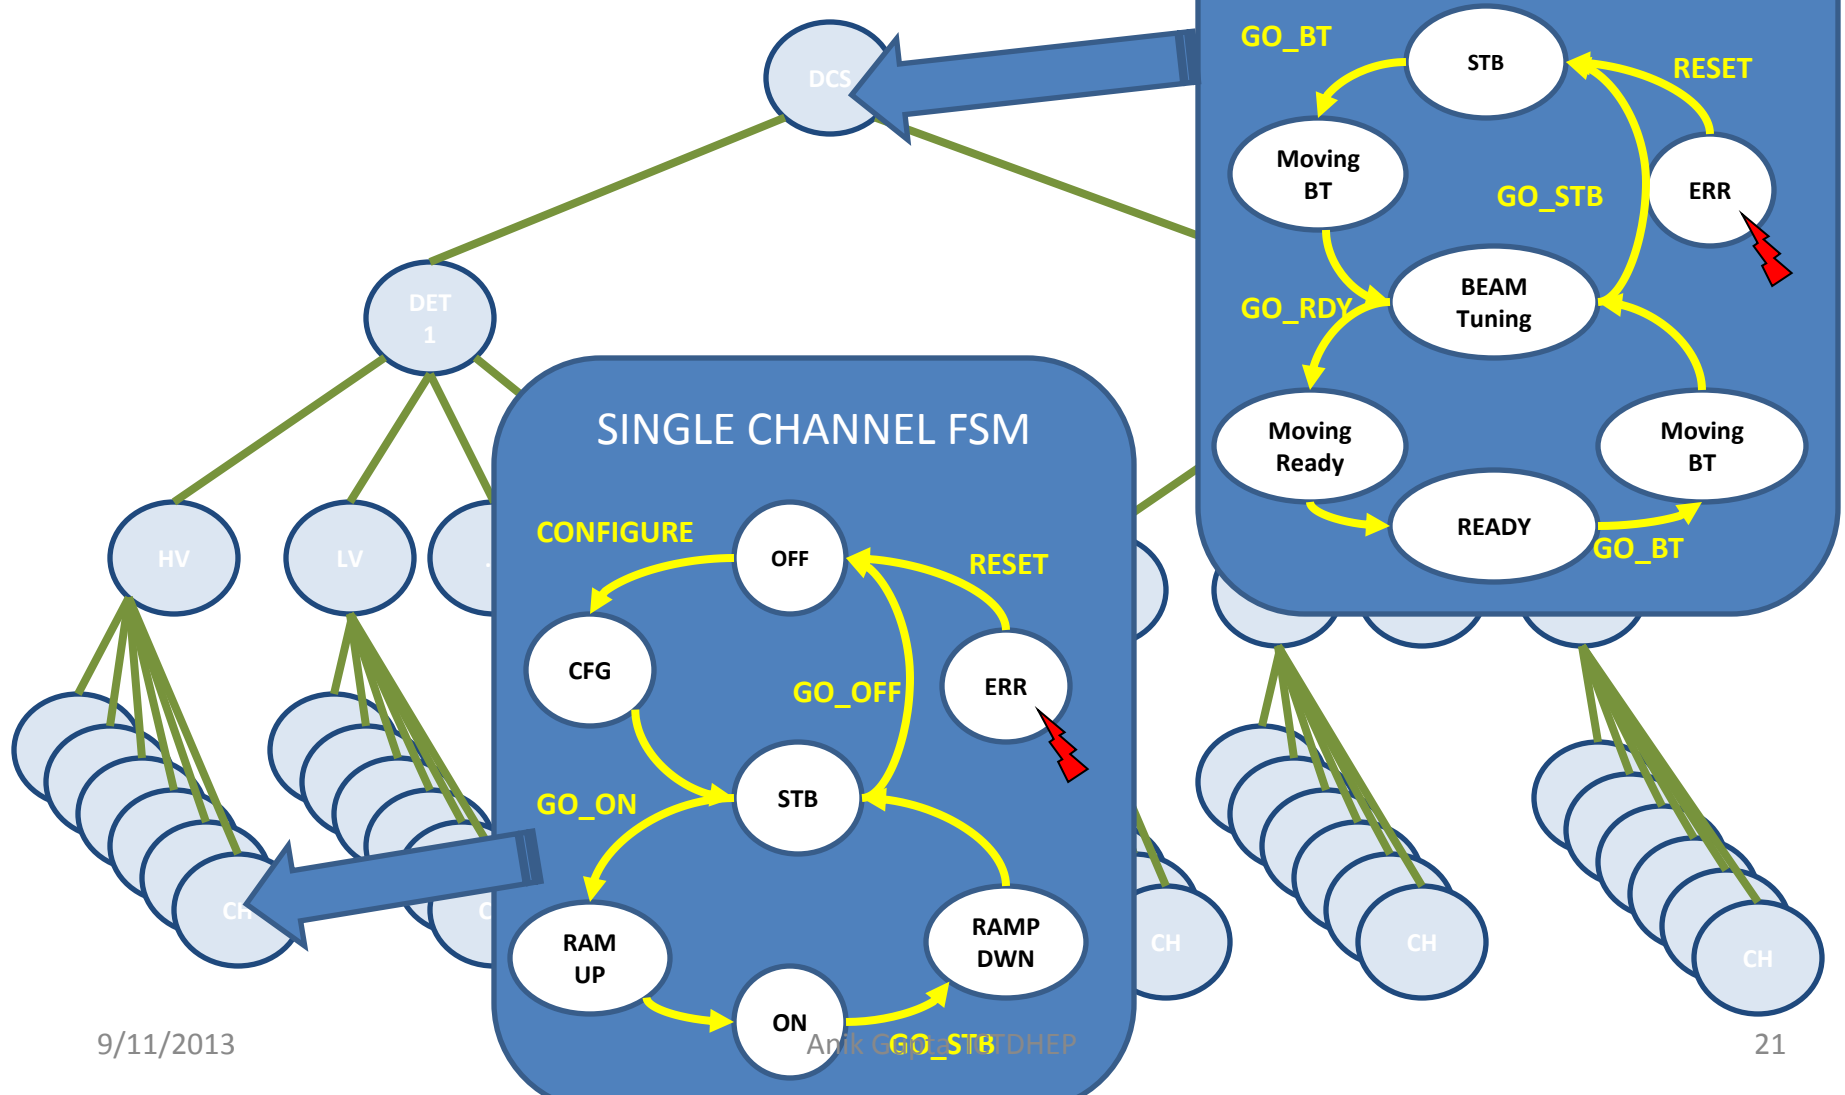 DCS
GO_BT
STB
RESET
Moving
BT
GO_STB
ERR
GO_RDY
BEAM
Tuning
Moving
Ready
Moving
BT
READY
GO_BT
DET
1
HV
LV
SINGLE CHANNEL FSM
CONFIGURE
OFF
RESET
CFG
GO_OFF
ERR
GO_ON
STB
RAM
UP
RAMP
DWN
ON
GO_STB
CH
CH
CH
CH
9/11/2013
21